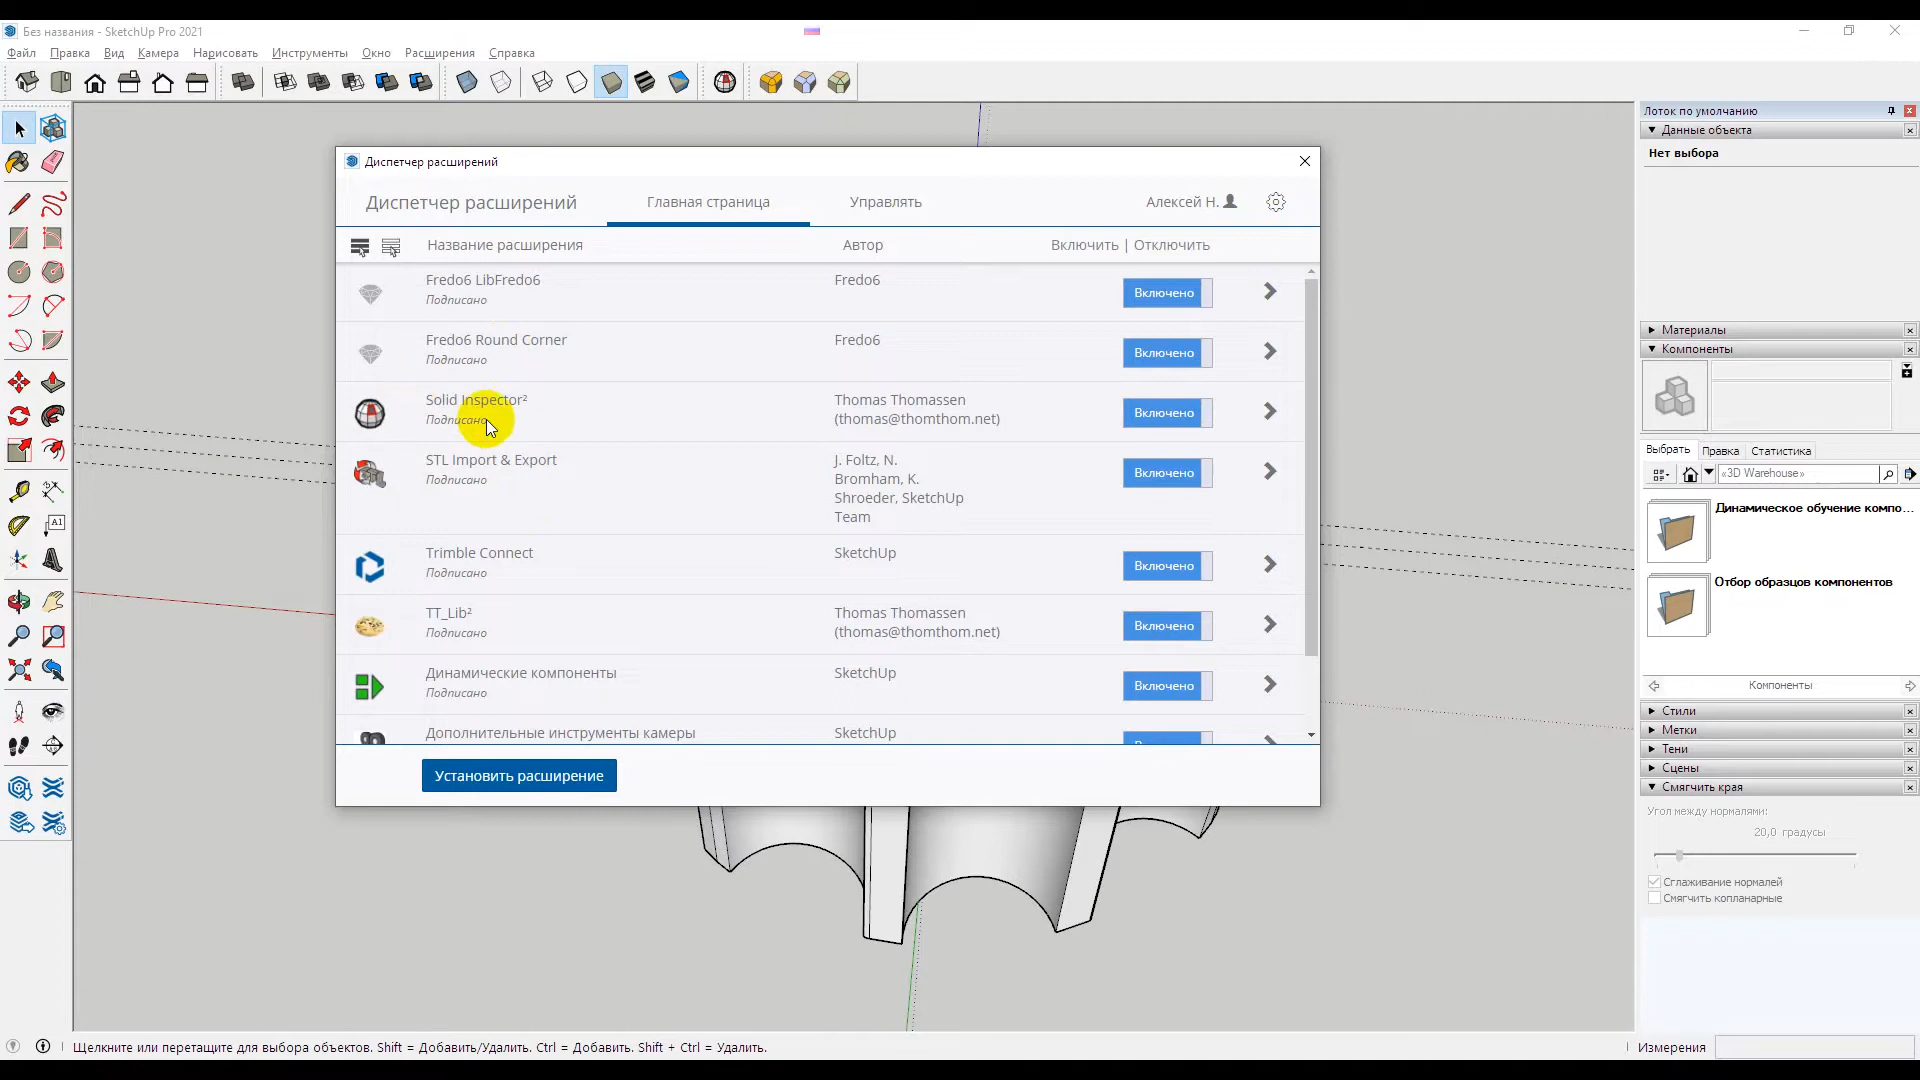 Без названия - SketchUp Pro 2021
Файл Правка Вид Камера Нарисовать Инструменты Окно Расширения Справка
Диспетчер расширений
Диспетчер расширений Главная страница Управлять Алексей Н.
Название расширения Автор Включить | Отключить
Fredo6 LibFredo6 Fredo6 Включено
Подписано
Fredo6 Round Corner Fredo6 Включено
Подписано
Solid Inspector² Thomas Thomassen Включено
Подписано (thomas@thomthom.net)
STL Import & Export J. Foltz, N. Включено
Подписано Bromham, K.
Shroeder, SketchUp
Team
Trimble Connect SketchUp Включено
Подписано
TT_Lib² Thomas Thomassen Включено
Подписано (thomas@thomthom.net)
Динамические компоненты SketchUp Включено
Подписано
Дополнительные инструменты камеры SketchUp
Установить расширение
Лоток по умолчанию
Данные объекта
Нет выбора
Материалы
Компоненты
Выбрать Правка Статистика
«3D Warehouse»
Динамическое обучение компо...
Отбор образцов компонентов
Компоненты
Стили
Метки
Тени
Сцены
Смягчить края
Угол между нормалями:
20,0 градусы
Сглаживание нормалей
Смягчить копланарные
A1
Щелкните или перетащите для выбора объектов. Shift = Добавить/Удалить. Ctrl = Добавить. Shift + Ctrl = Удалить.
Измерения